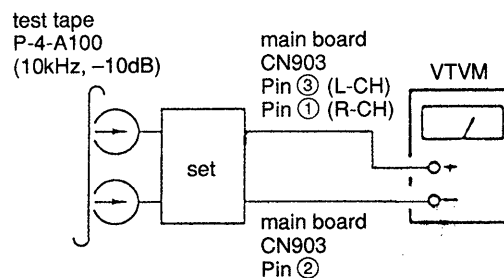 test tape
P-4-A100
(10kHz, –10dB)
main board
CN903
Pin ③ (L-CH)
Pin ① (R-CH)
VTVM
set
+
–
main board
CN903
Pin ②